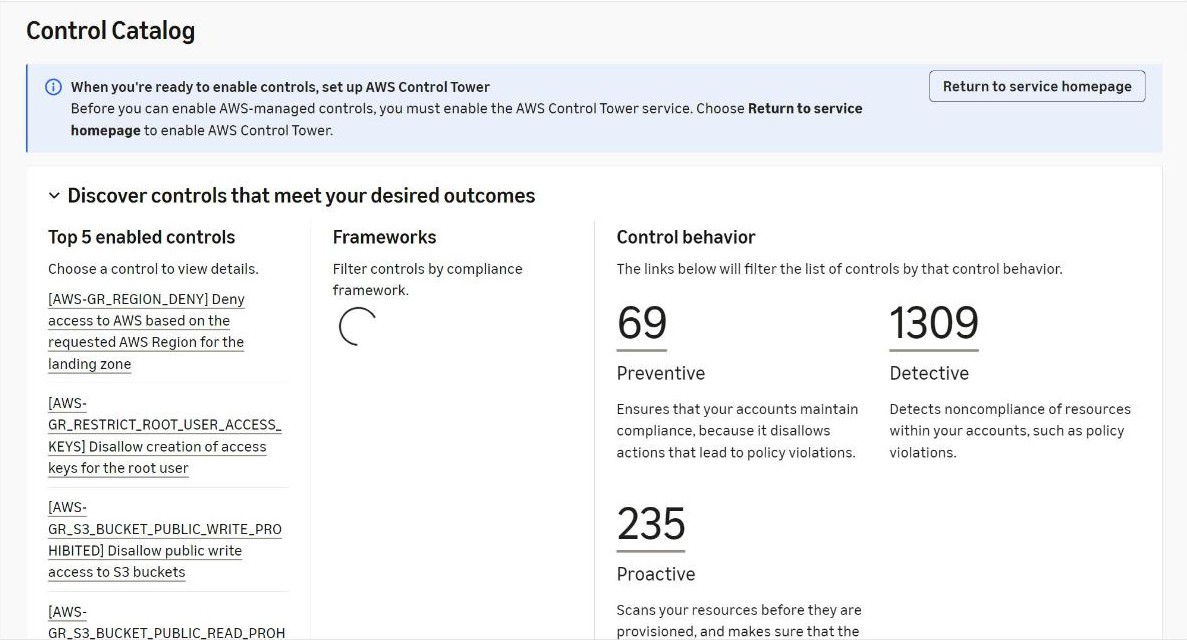 Control Catalog
When you're ready to enable controls, set up AWS Control Tower
Before you can enable AWS-managed controls, you must enable the AWS Control Tower service. Choose Return to service
homepage to enable AWS Control Tower.
Return to service homepage
Discover controls that meet your desired outcomes
Top 5 enabled controls
Choose a control to view details.
[AWS-GR_REGION_DENY] Deny
access to AWS based on the
requested AWS Region for the
landing zone
[AWS-
GR_RESTRICT_ROOT_USER_ACCESS_
KEYS] Disallow creation of access
keys for the root user
[AWS-
GR_S3_BUCKET_PUBLIC_WRITE_PRO
HIBITED] Disallow public write
access to S3 buckets
[AWS-
GR_S3_BUCKET_PUBLIC_READ_PROH
Frameworks
Filter controls by compliance
framework.
Control behavior
The links below will filter the list of controls by that control behavior.
69
Preventive
Ensures that your accounts maintain
compliance, because it disallows
actions that lead to policy violations.
1309
Detective
Detects noncompliance of resources
within your accounts, such as policy
violations.
235
Proactive
Scans your resources before they are
provisioned, and makes sure that the